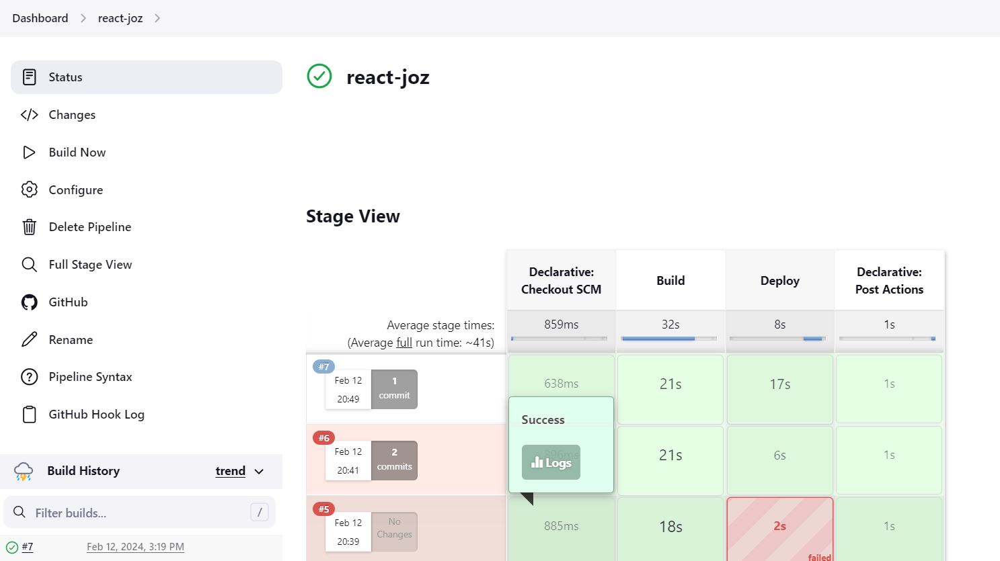 Dashboard
react-joz
Status
Changes
Build Now
Configure
Delete Pipeline
Full Stage View
GitHub
Rename
Pipeline Syntax
GitHub Hook Log
Build History
trend
Filter builds...
/
#7
Feb 12, 2024, 3:19 PM
react-joz
Stage View
Declarative:
Checkout SCM
Build
Deploy
Declarative:
Post Actions
Average stage times:
(Average full run time: ~41s)
859ms
32s
8s
1s
#7
Feb 12
20:49
1
commit
638ms
21s
17s
1s
Success
Logs
#6
Feb 12
20:41
2
commits
896ms
21s
6s
1s
#5
Feb 12
20:39
No
Changes
885ms
18s
2s
failed
1s